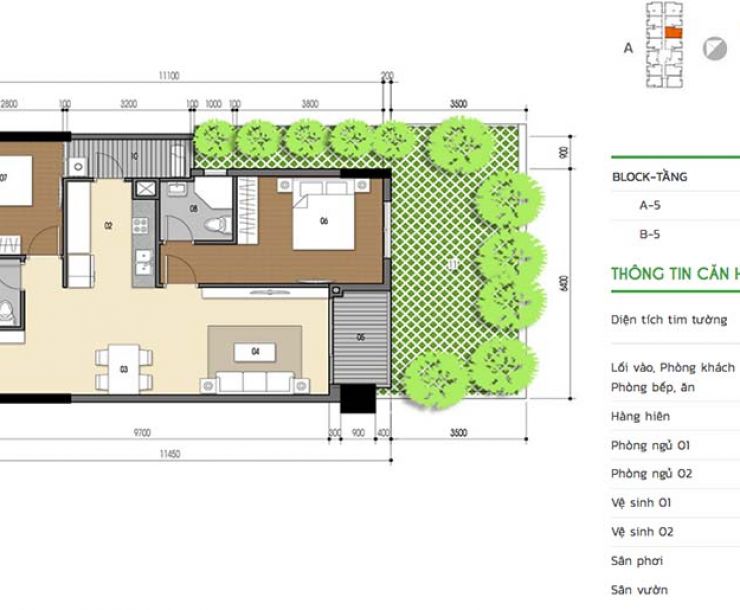 A
11100
200
2800
100
3200
100
1000
100
3800
3500
900
BLOCK-TẦNG
A-5
B-5
07
10
08
02
06
6400
11
THÔNG TIN CĂN H
Diện tích tim tường
05
04
03
Lối vào, Phòng khách
Phòng bếp, ăn
Hàng hiên
Phòng ngủ 01
Phòng ngủ 02
Vệ sinh 01
Vệ sinh 02
Sân phơi
Sân vườn
9700
300
900
400
3500
11450